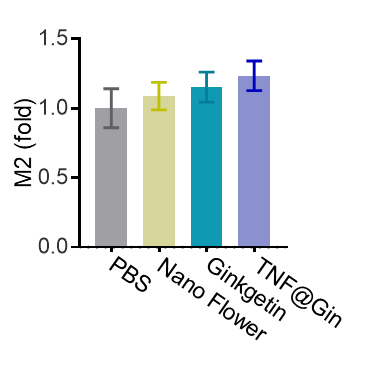 1.5
1.0
0.5
0.0
M2 (fold)
PBS
Nano Flower
Ginkgetin
TNF@Gin